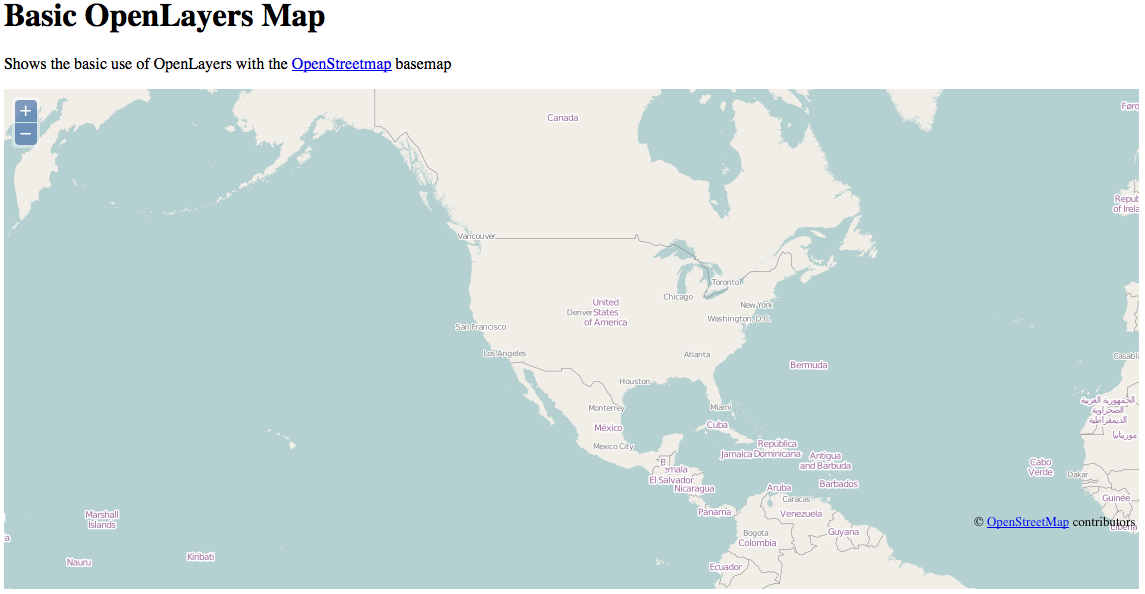 Basic OpenLayers Map
Shows the basic use of OpenLayers with the OpenStreetmap basemap
+
−
Canada
Føro
Repub
of Irela
Vancouver
Toronto
Chicago
New York
United
States
of America
Denver
Washington, D.C.
San Francisco
Los Angeles
Atlanta
Casabla
Bermuda
Houston
Monterrey
Miami
México
Cuba
الجمهورية العربية
الصحراوية
الديمقراطية
موريتانيا
Mexico City
República
Dominicana
Jamaica
Antigua
and Barbuda
B
emala
El Salvador
Nicaragua
Cabo
Verde
Dakar
Aruba
Barbados
Caracas
Guinée
Panama
Venezuela
Marshall
Islands
© OpenStreetMap contributors
Liberia
Bogota
Colombia
Guyana
a
Nauru
Kiribati
Ecuador